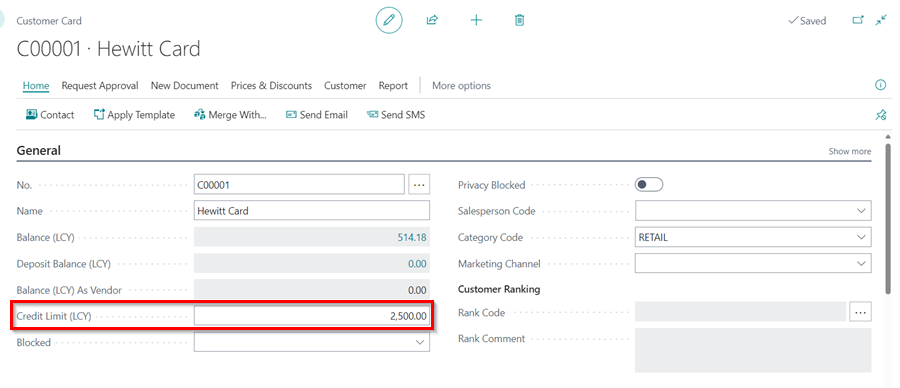 Customer Card
Saved
C00001 · Hewitt Card
Home Request Approval New Document Prices & Discounts Customer Report More options
Contact Apply Template Merge With... Send Email Send SMS
General Show more
No. C00001 ...
Name Hewitt Card
Balance (LCY) 514.18
Deposit Balance (LCY) 0.00
Balance (LCY) As Vendor 0.00
Credit Limit (LCY) 2,500.00
Blocked
Privacy Blocked
Salesperson Code
Category Code RETAIL
Marketing Channel
Customer Ranking
Rank Code ...
Rank Comment